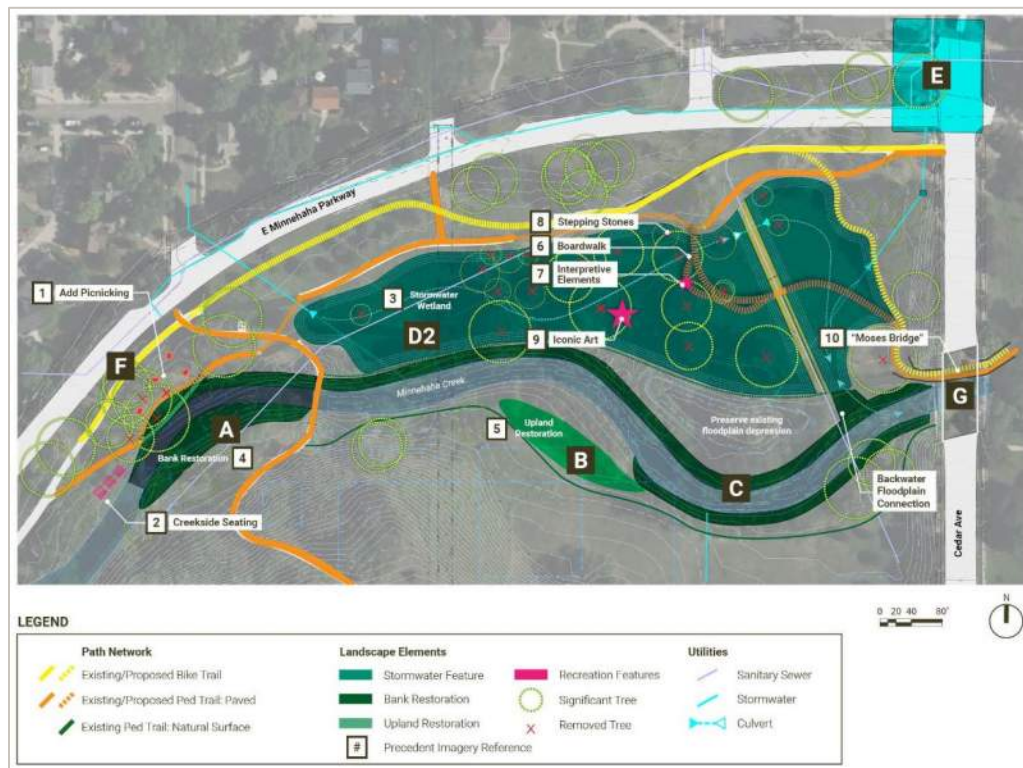 E
E Minnehaha Parkway
8 Stepping Stones
6 Boardwalk
7 Interpretive
Elements
1 Add Picnicking
3 Stormwater
Wetland
D2
9 Iconic Art
10 "Moses Bridge"
F
G
Minnehaha Creek
A
Bank Restoration 4
5 Upland
Restoration
B
Preserve existing
floodplain depression
C
Backwater
Floodplain
Connection
2 Creekside Seating
Cedar Ave
LEGEND
0 20 40 80'
N
Path Network
Existing/Proposed Bike Trail
Existing/Proposed Ped Trail: Paved
Existing Ped Trail: Natural Surface
Landscape Elements
Stormwater Feature
Bank Restoration
Upland Restoration
# Precedent Imagery Reference
Recreation Features
Significant Tree
Removed Tree
Utilities
Sanitary Sewer
Stormwater
Culvert